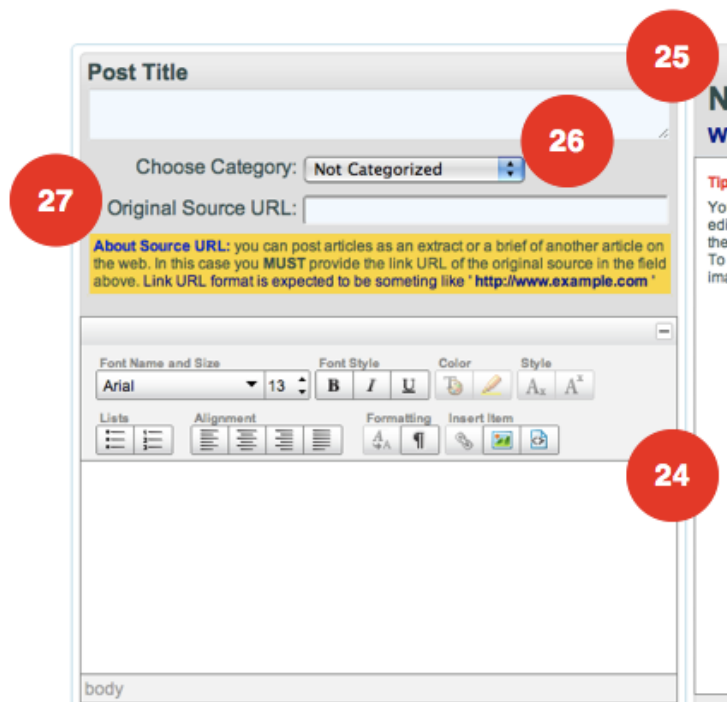 25
Post Title
26
Choose Category: Not Categorized
27
Original Source URL:
About Source URL: you can post articles as an extract or a brief of another article on
the web. In this case you MUST provide the link URL of the original source in the field
above. Link URL format is expected to be someting like " http://www.example.com "
Font Name and Size Font Style Color Style
Arial 13 B I U A x A x
Lists Alignment Formatting Insert Item
24
body